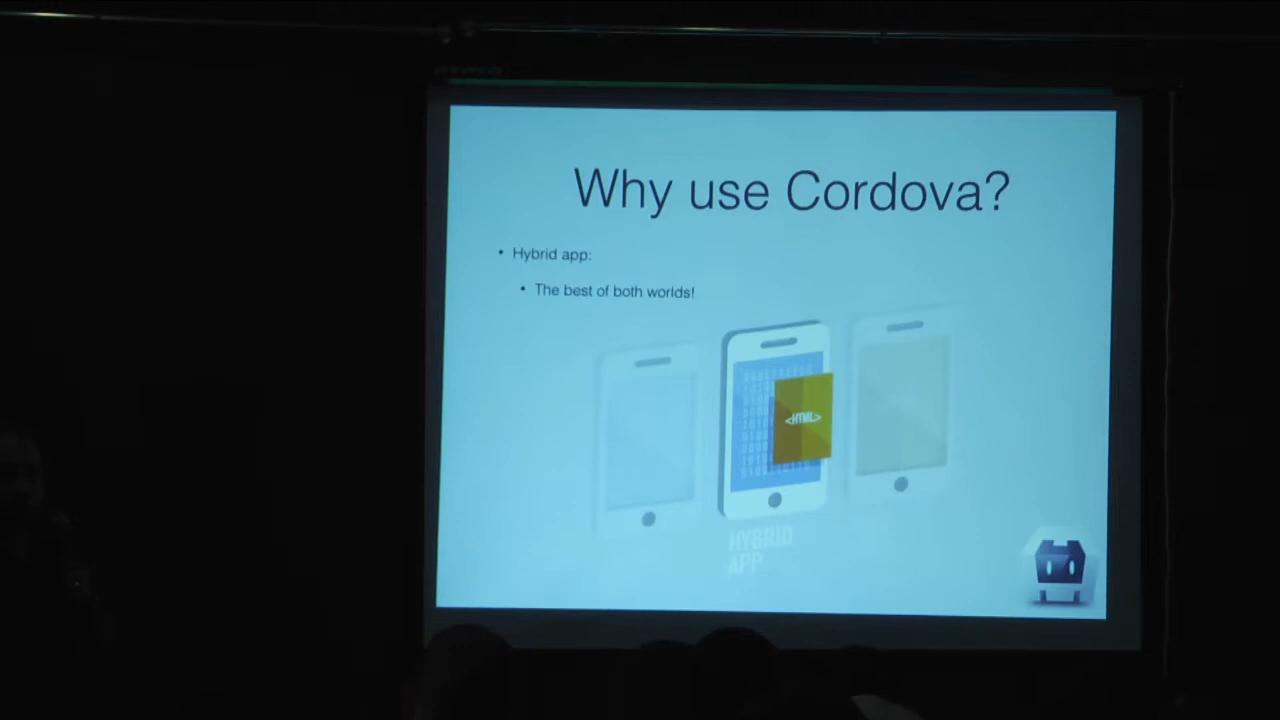 Why use Cordova?
• Hybrid app:
• The best of both worlds!
<HTML>
HYBRID
APP